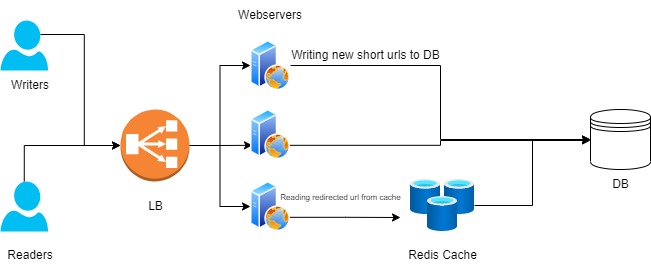 Webservers
Writing new short urls to DB
Writers
LB
DB
Reading redirected url from cache
Readers
Redis Cache